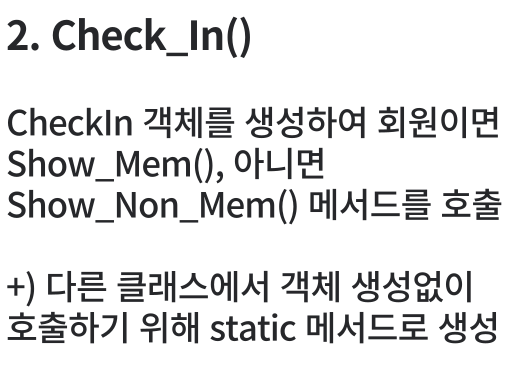 2. Check_In()
CheckIn 객체를 생성하여 회원이면
Show_Mem(), 아니면
Show_Non_Mem() 메서드를 호출
+) 다른 클래스에서 객체 생성없이
호출하기 위해 static 메서드로 생성